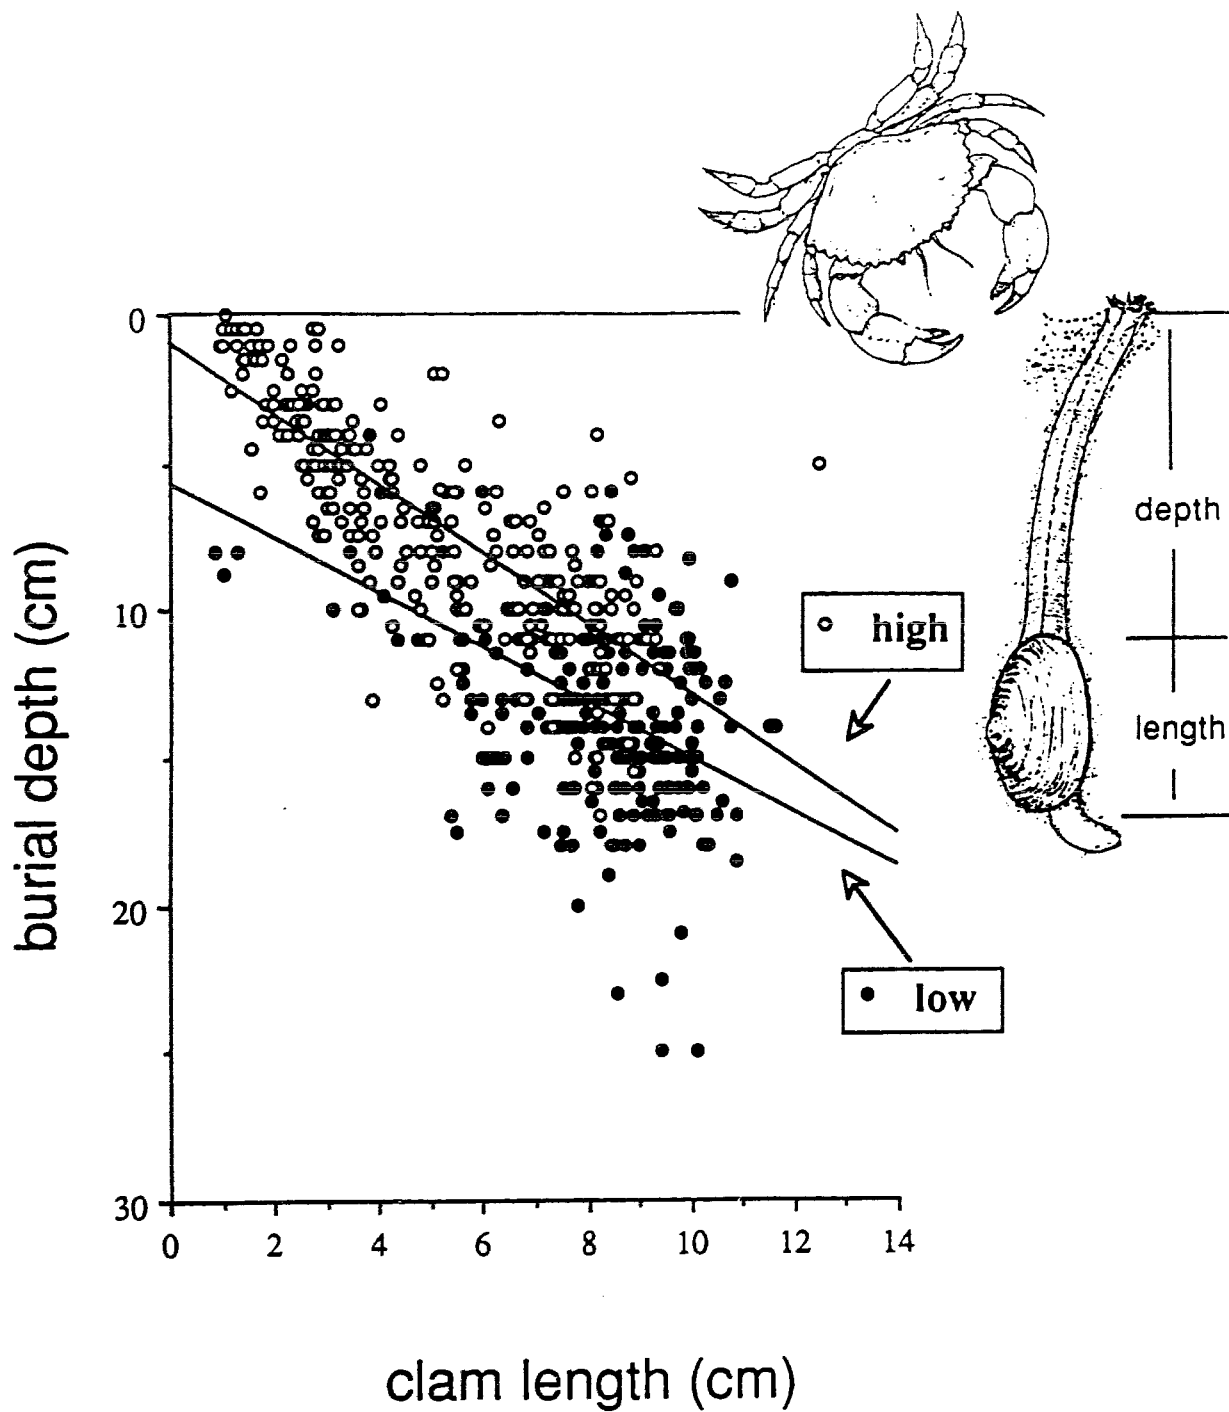 0
10
20
30
burial depth (cm)
0 2 4 6 8 10 12 14
clam length (cm)
high
low
depth
length